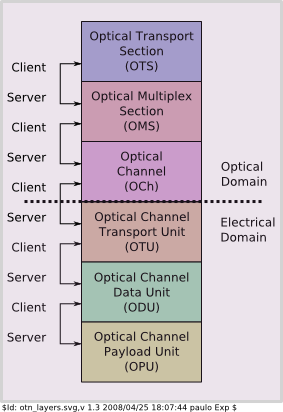 Optical Transport
Section
(OTS)
Client
Server
Optical Multiplex
Section
(OMS)
Client
Server
Optical
Channel
(OCh)
Optical
Domain
Client
Server
Optical Channel
Transport Unit
(OTU)
Electrical
Domain
Client
Server
Optical Channel
Data Unit
(ODU)
Client
Server
Optical Channel
Payload Unit
(OPU)
$Id: otn_layers.svg,v 1.3 2008/04/25 18:07:44 paulo Exp $